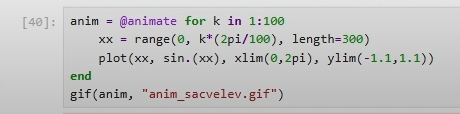 [40]: anim = @animate for k in 1:100
xx = range(0, k*(2pi/100), length=300)
plot(xx, sin.(xx), xlim(0,2pi), ylim(-1.1,1.1))
end
gif(anim, "anim_sacvelev.gif")